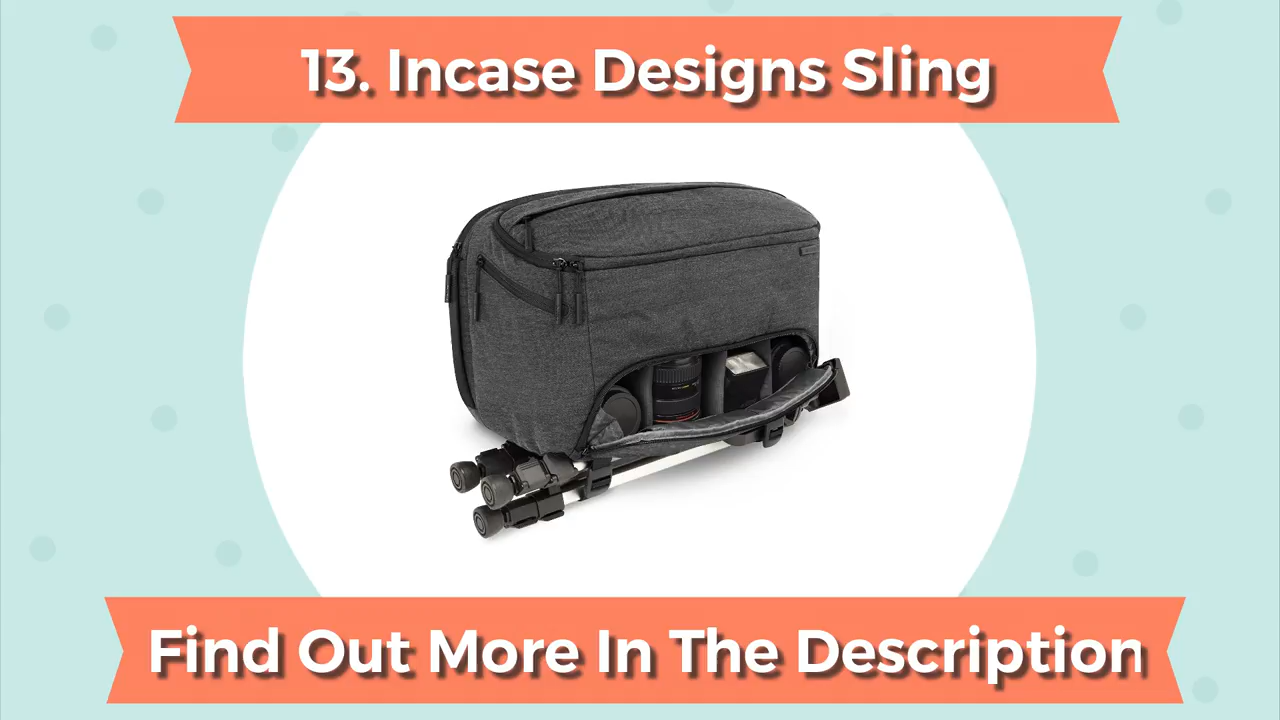 13. Incase Designs Sling
Find Out More In The Description